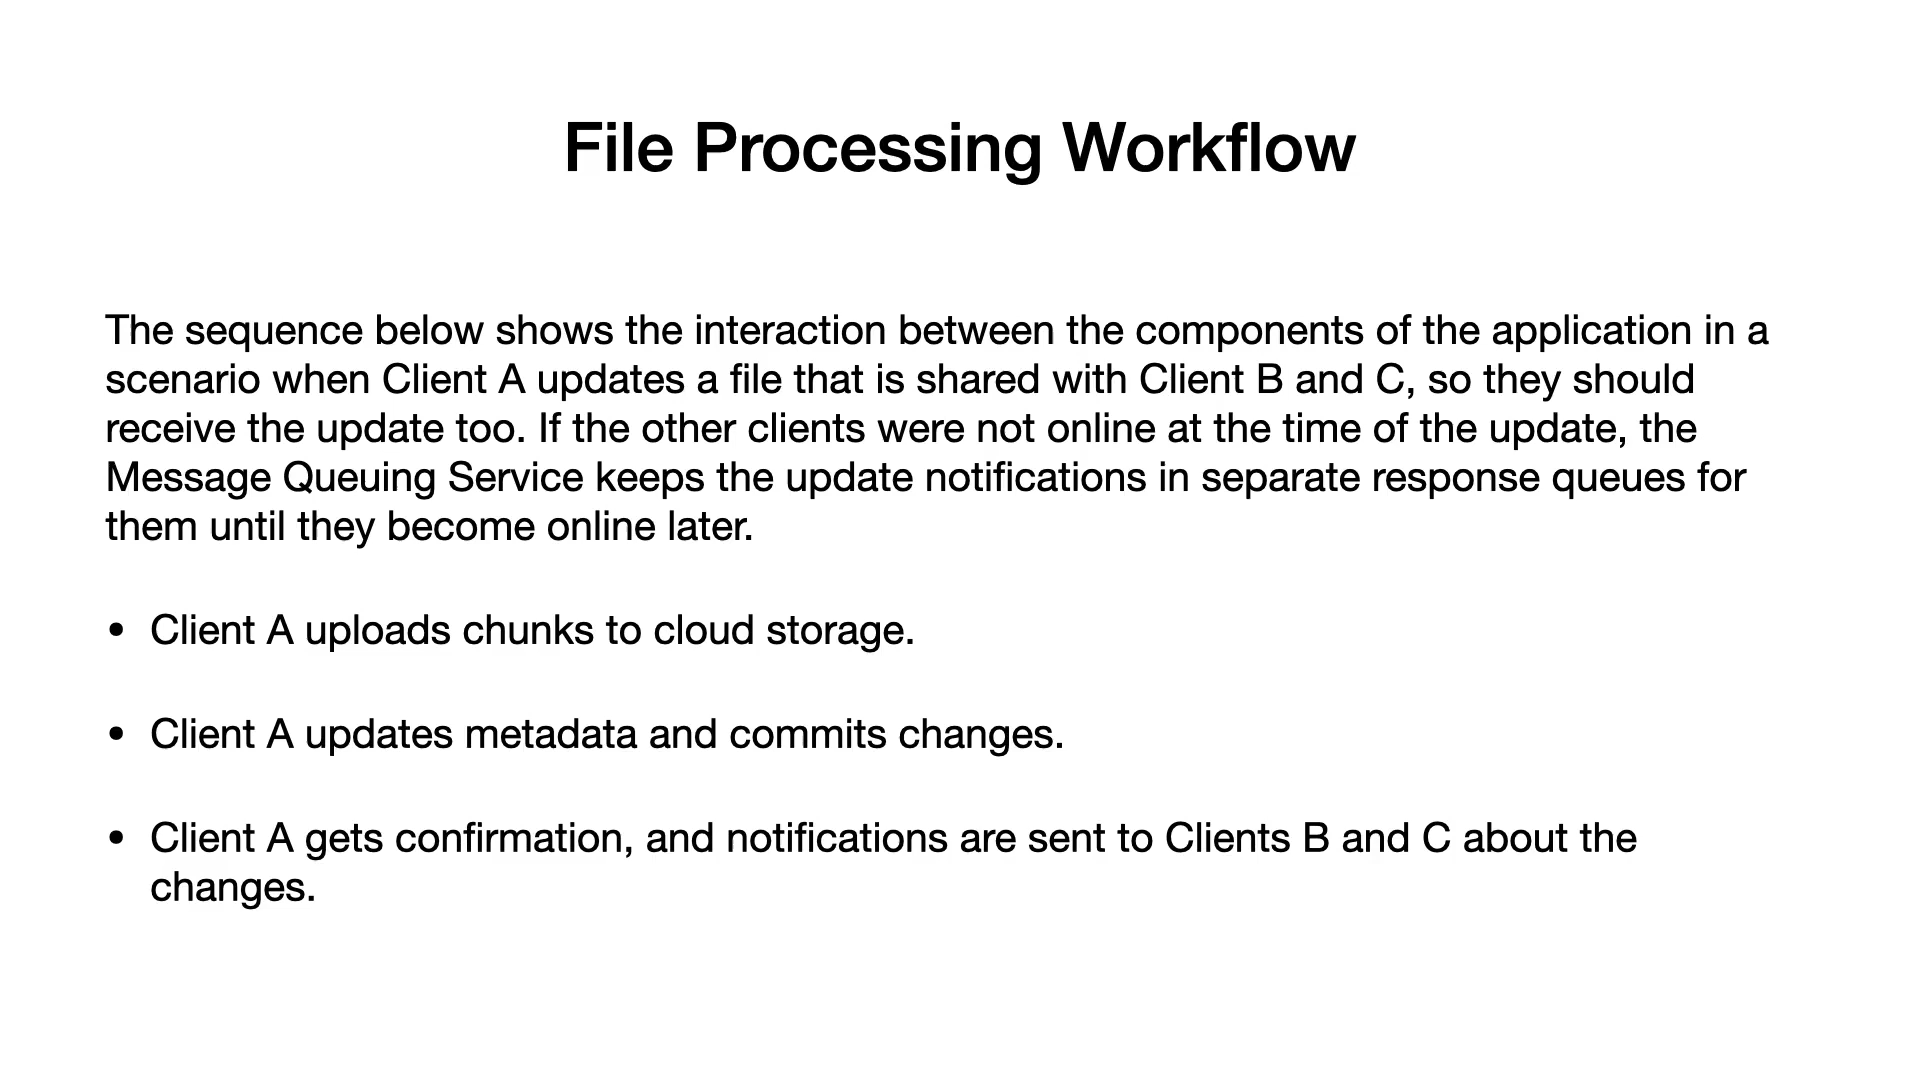 File Processing Workflow
The sequence below shows the interaction between the components of the application in a
scenario when Client A updates a file that is shared with Client B and C, so they should
receive the update too. If the other clients were not online at the time of the update, the
Message Queuing Service keeps the update notifications in separate response queues for
them until they become online later.
• Client A uploads chunks to cloud storage.
• Client A updates metadata and commits changes.
• Client A gets confirmation, and notifications are sent to Clients B and C about the
changes.